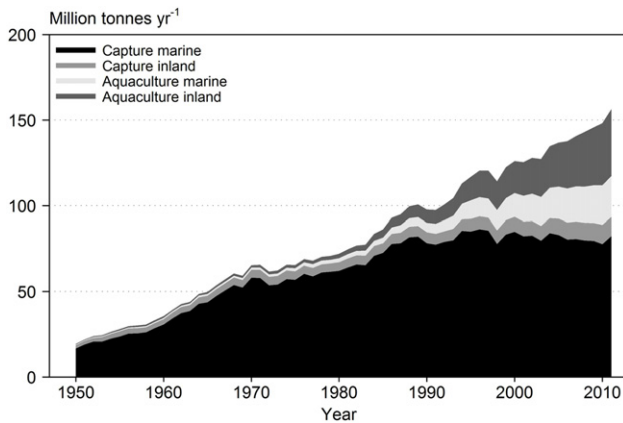 Million tonnes yr⁻¹
200
Capture marine
Capture inland
Aquaculture marine
Aquaculture inland
150
100
50
0
1950 1960 1970 1980 1990 2000 2010
Year